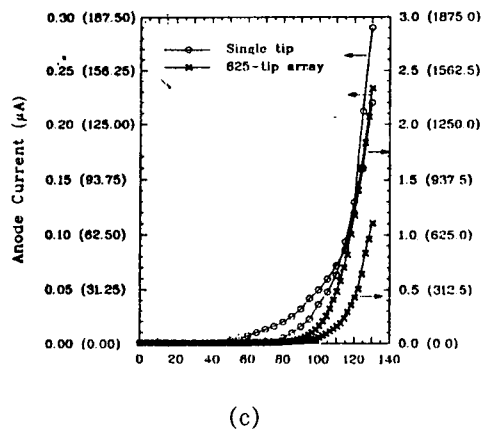 0.30 (187.50)
3.0 (1875.0)
Single tip
625-tip array
0.25 (156.25)
2.5 (1562.5)
0.20 (125.00)
2.0 (1250.0)
0.15 (93.75)
1.5 (937.5)
0.10 (62.50)
1.0 (625.0)
0.05 (31.25)
0.5 (312.5)
0.00 (0.00)
0.0 (0.0)
Anode Current (μA)
0 20 40 60 80 100 120 140
(c)